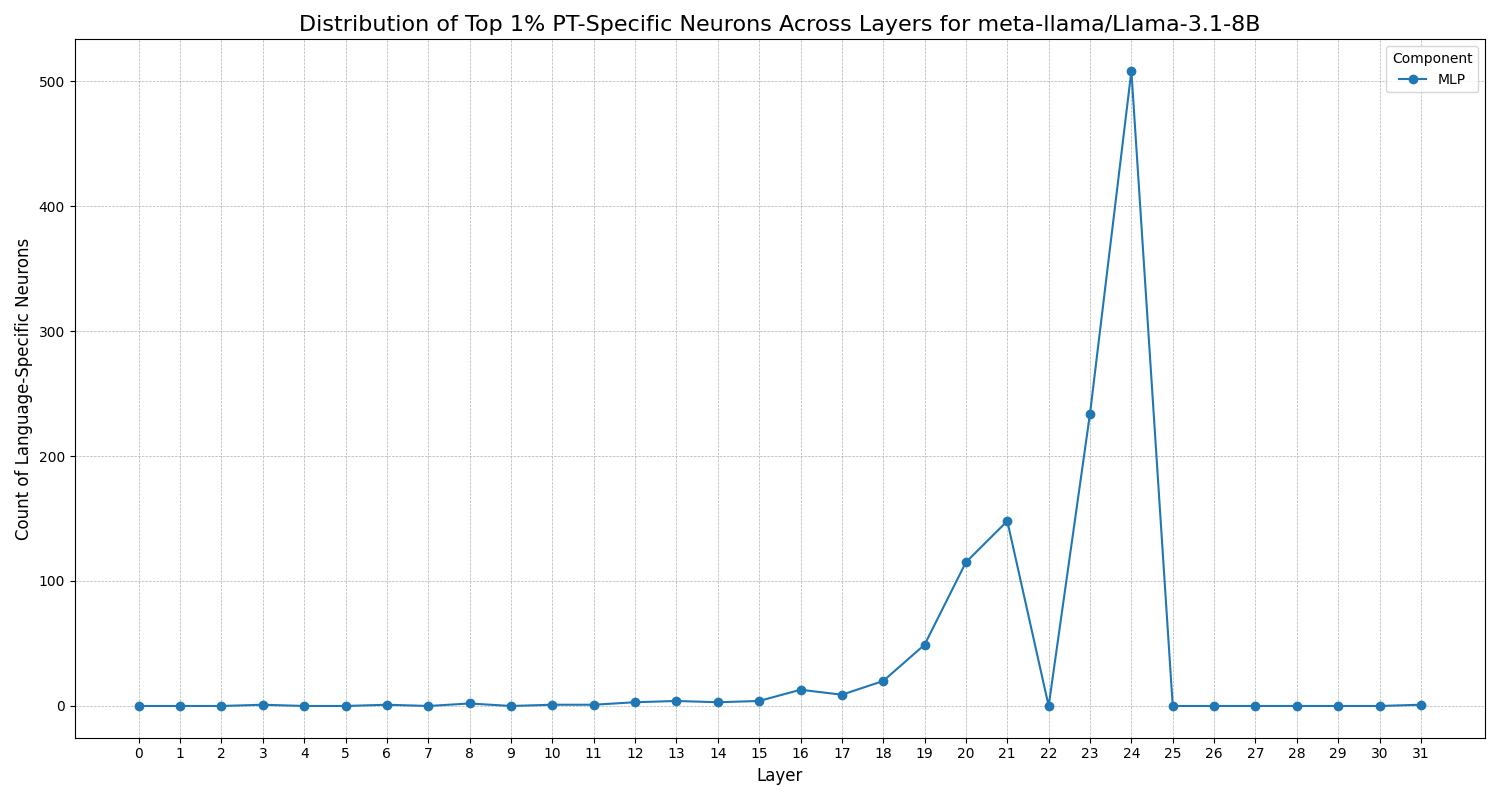 Distribution of Top 1% PT-Specific Neurons Across Layers for meta-llama/Llama-3.1-8B
Component
MLP
Count of Language-Specific Neurons
500
400
300
200
100
0
0 1 2 3 4 5 6 7 8 9 10 11 12 13 14 15 16 17 18 19 20 21 22 23 24 25 26 27 28 29 30 31
Layer